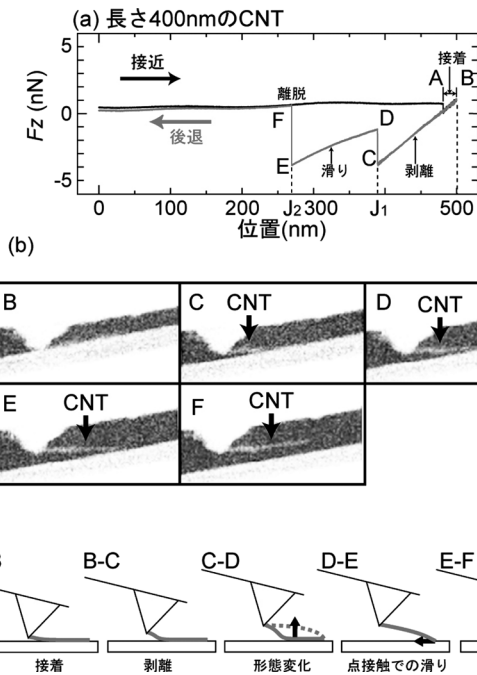 (a) 長さ400nmのCNT
5
0
-5
Fz (nN)
接近
後退
離脱
F
E
滑り
D
C
剥離
接着
A
B
0
100
200
J2
300
J1
500
位置(nm)
(b)
B
C
CNT
D
CNT
E
CNT
F
CNT
B-C
C-D
D-E
E-F
接着
剥離
形態変化
点接触での滑り